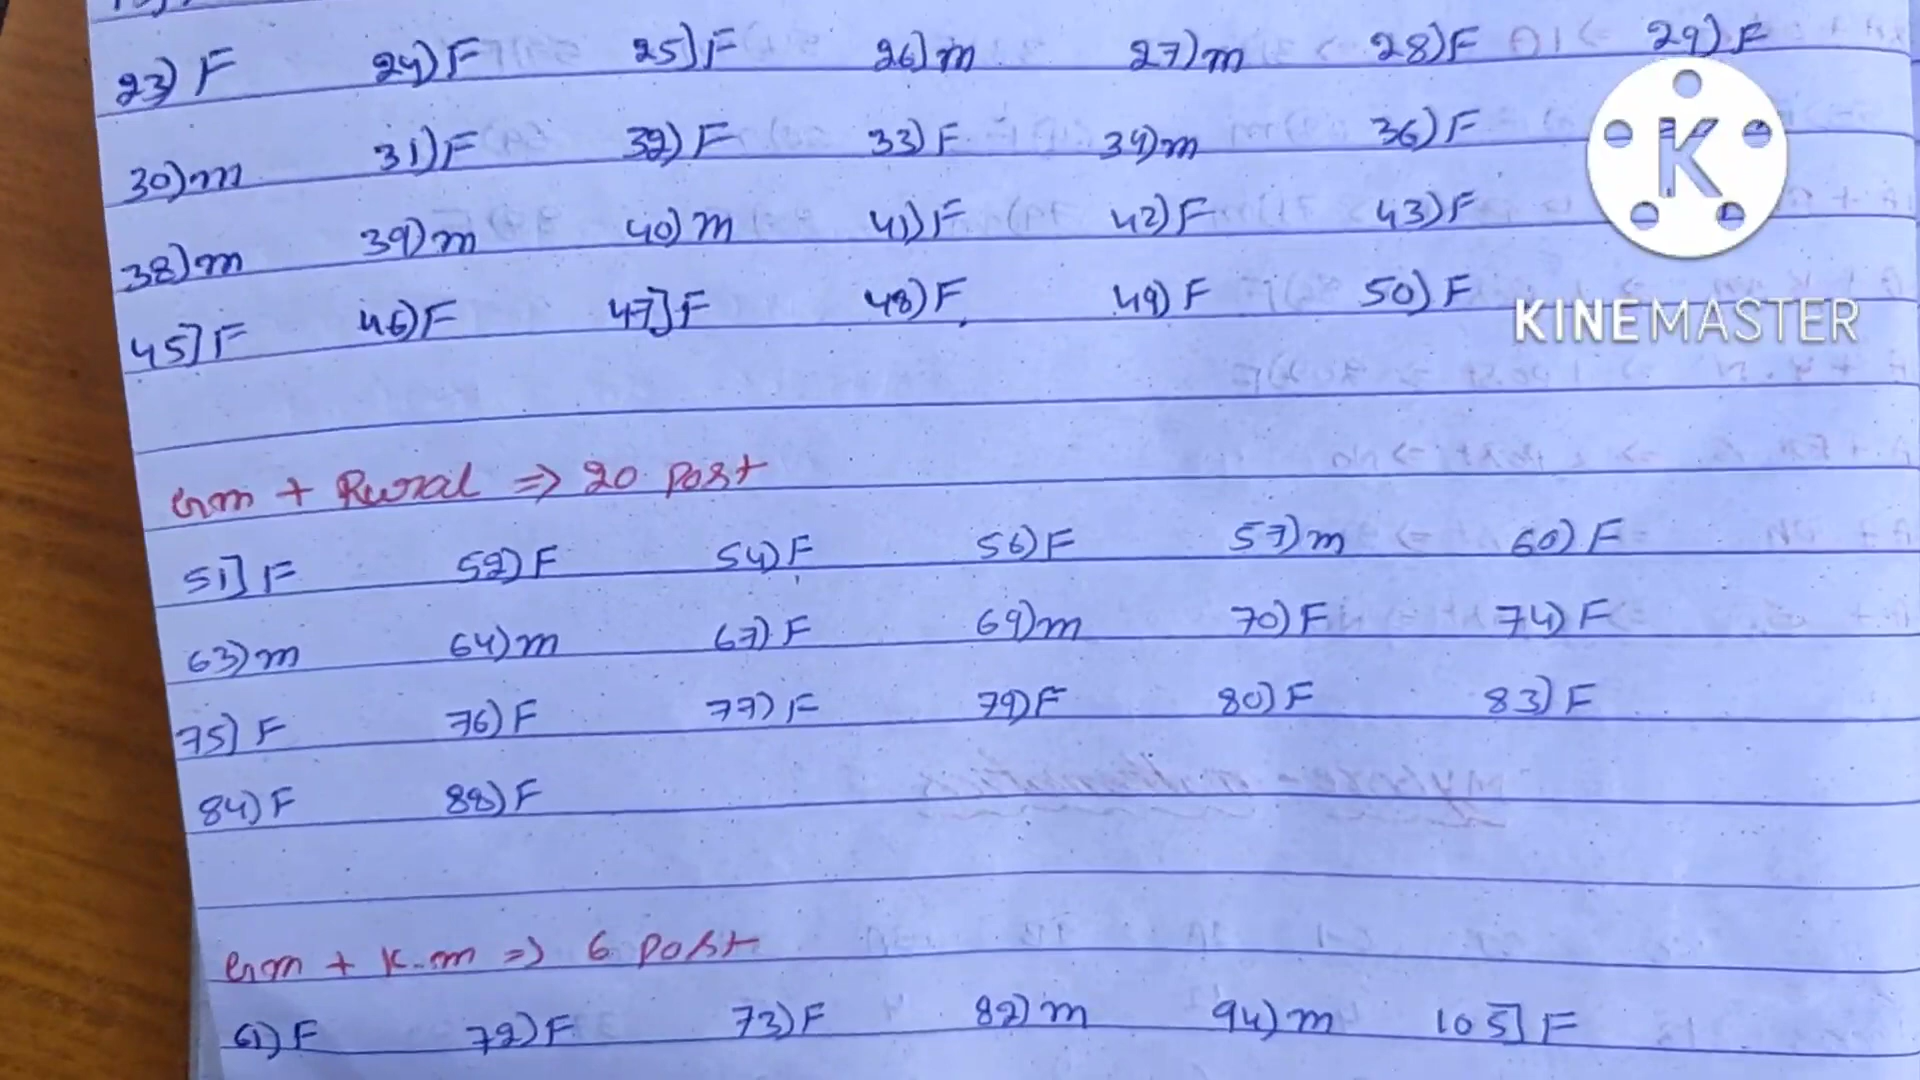 23) F 24) F 25] F 26) m 27) m 28) F 29) F
30) m 31) F 32) F 33) F 34) m 36) F
38) m 39) m 40) m 41) F 42) F 43) F
45] F 46) F 47] F 48) F 49) F 50) F
KINEMASTER
Gm + Rural => 20 Post
51] F 52) F 54) F 56) F 57) m 60) F
63) m 64) m 67) F 69) m 70) F 74) F
75) F 76) F 77) F 79) F 80) F 83) F
84) F 88) F
Gm + K.m => 6 Post
61) F 72) F 73) F 82) m 94) m 105] F